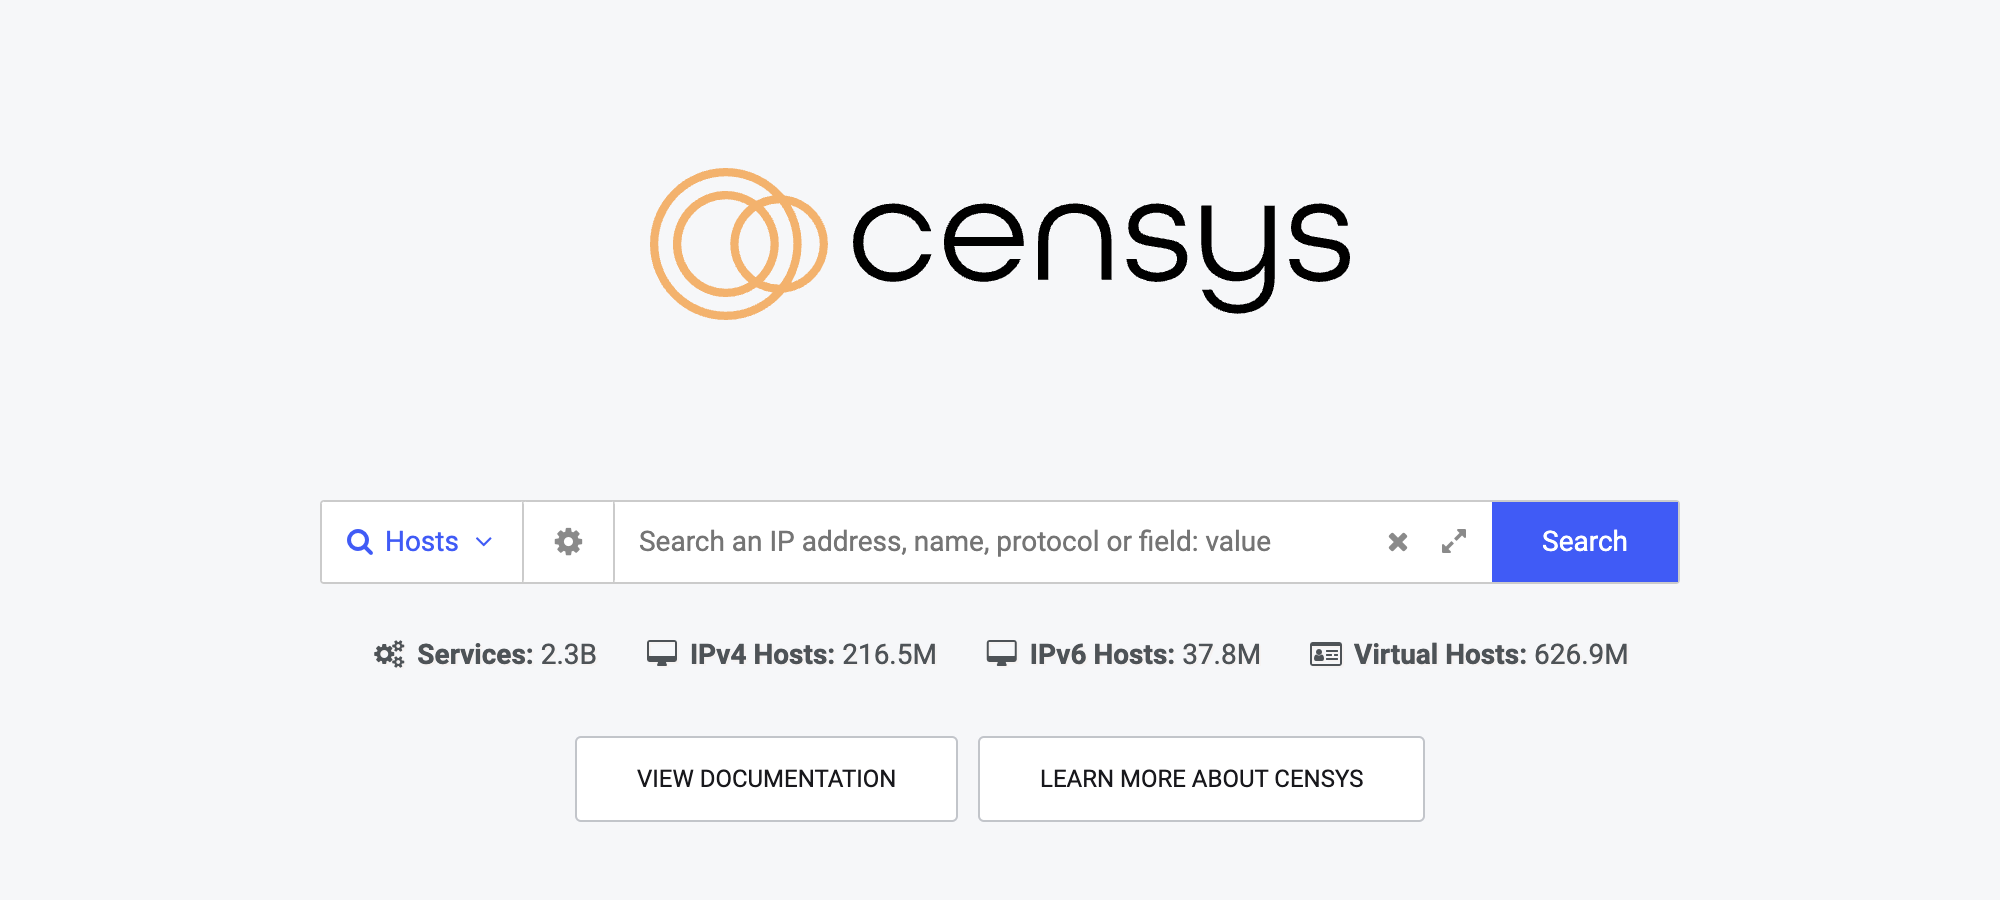 censys
Hosts
Search an IP address, name, protocol or field: value
Search
Services: 2.3B
IPv4 Hosts: 216.5M
IPv6 Hosts: 37.8M
Virtual Hosts: 626.9M
VIEW DOCUMENTATION
LEARN MORE ABOUT CENSYS